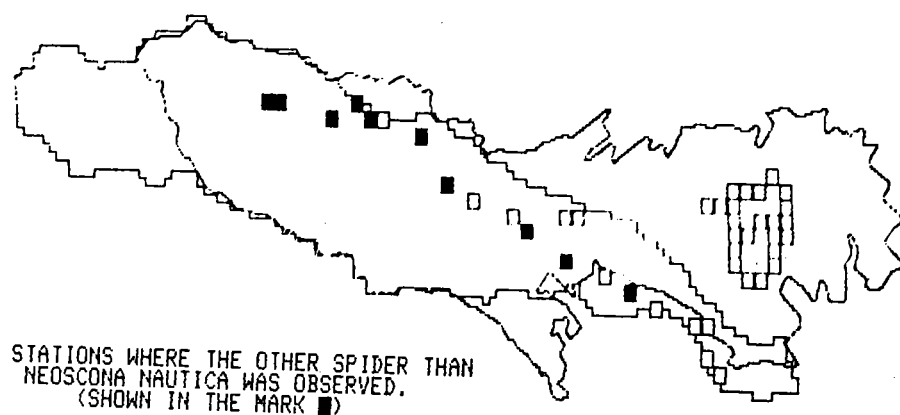 STATIONS WHERE THE OTHER SPIDER THAN
NEOSCONA NAUTICA WAS OBSERVED.
(SHOWN IN THE MARK ■)